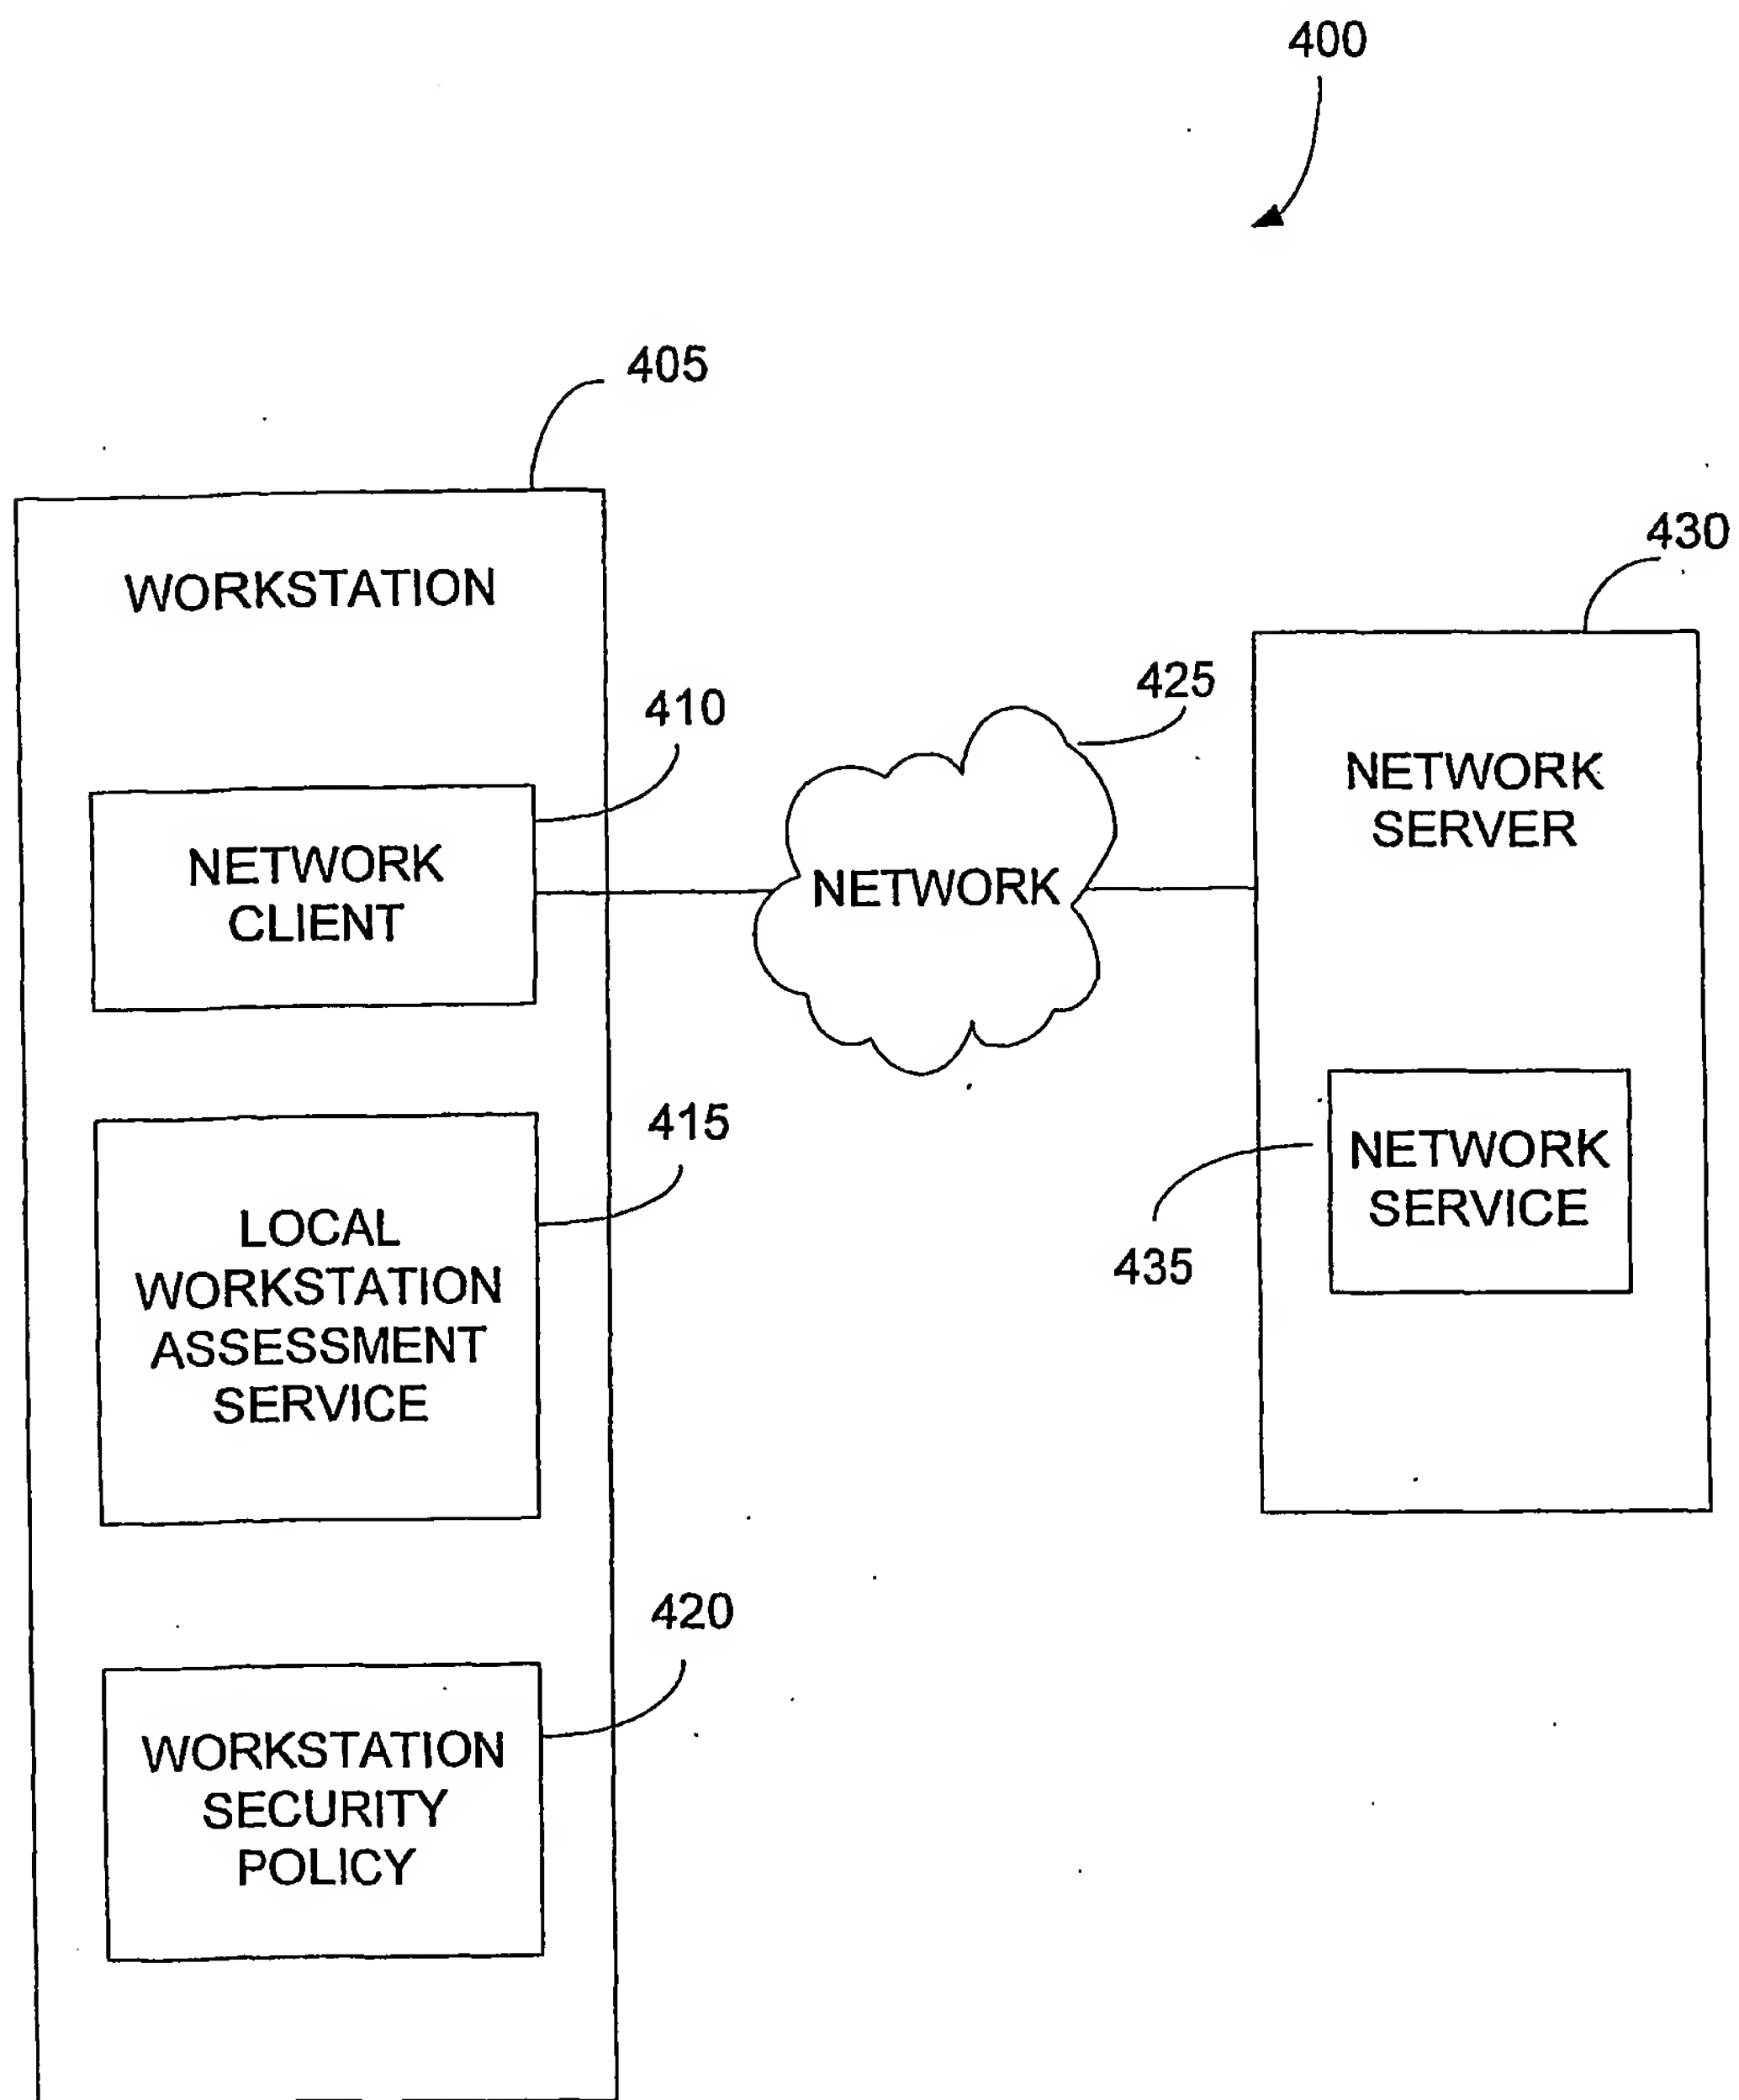 400
405
WORKSTATION
430
410
425
NETWORK
SERVER
NETWORK
CLIENT
NETWORK
415
LOCAL
WORKSTATION
ASSESSMENT
SERVICE
NETWORK
SERVICE
435
420
WORKSTATION
SECURITY
POLICY